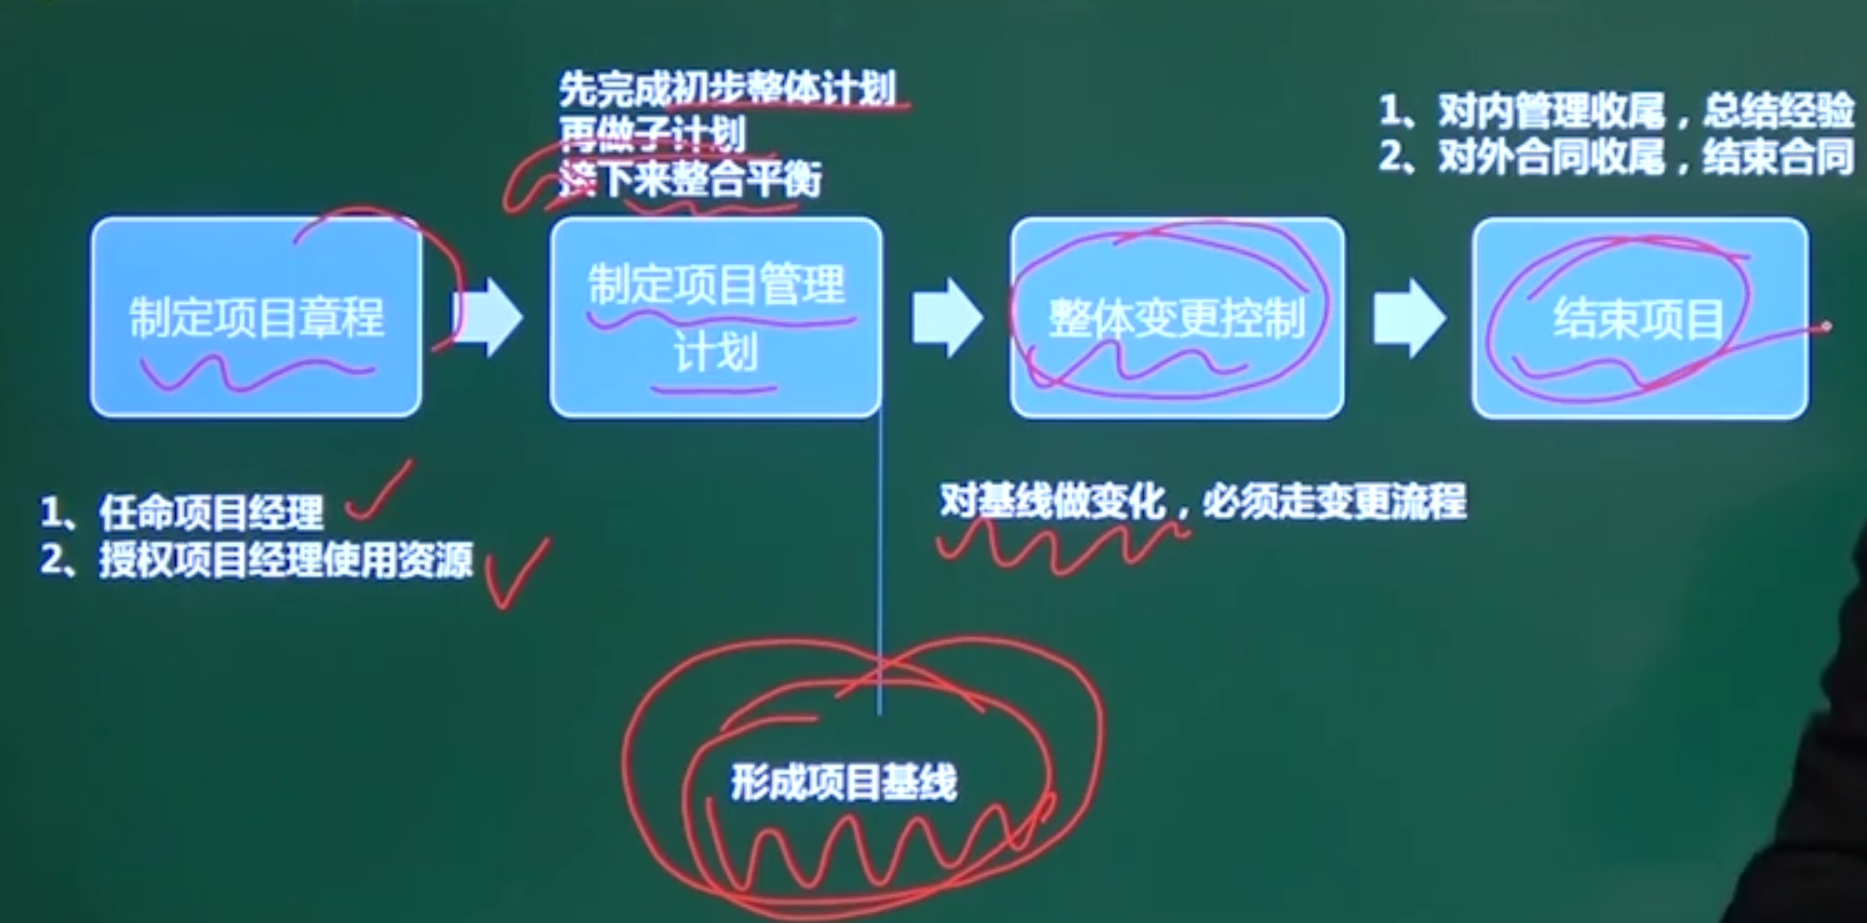 先完成初步整体计划
再做子计划
接下来整合平衡
1、对内管理收尾，总结经验
2、对外合同收尾，结束合同
制定项目章程
制定项目管理
计划
整体变更控制
结束项目
1、任命项目经理
2、授权项目经理使用资源
对基线做变化，必须走变更流程
形成项目基线